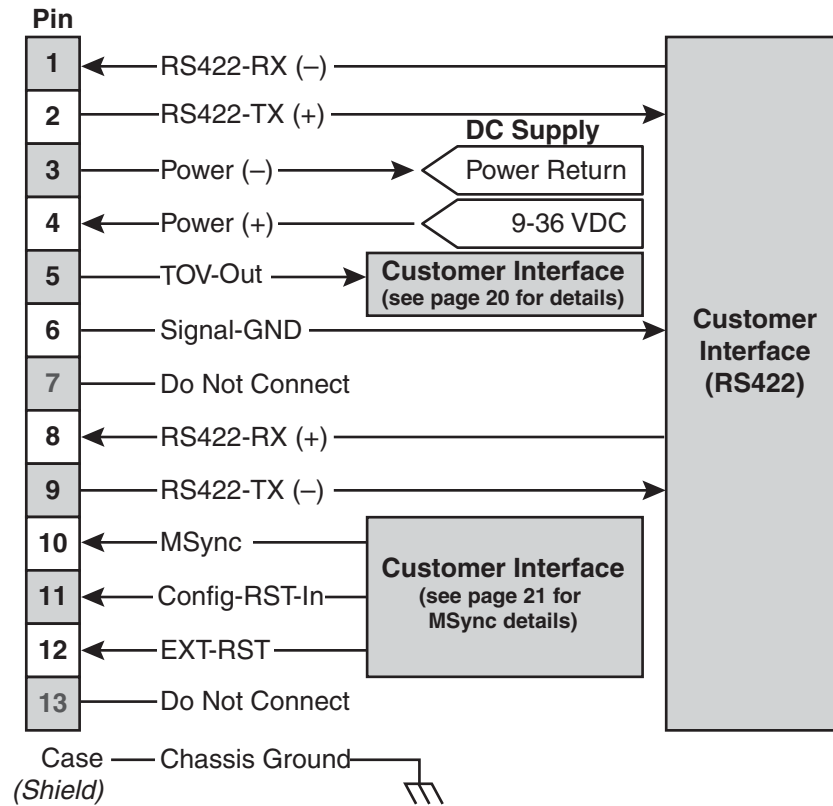 Pin
1 RS422-RX (–)
2 RS422-TX (+)
DC Supply
3 Power (–) Power Return
4 Power (+) 9-36 VDC
5 TOV-Out Customer Interface
(see page 20 for details)
6 Signal-GND
Customer
Interface
(RS422)
7 Do Not Connect
8 RS422-RX (+)
9 RS422-TX (–)
10 MSync
Customer Interface
(see page 21 for
MSync details)
11 Config-RST-In
12 EXT-RST
13 Do Not Connect
Case Chassis Ground
(Shield)